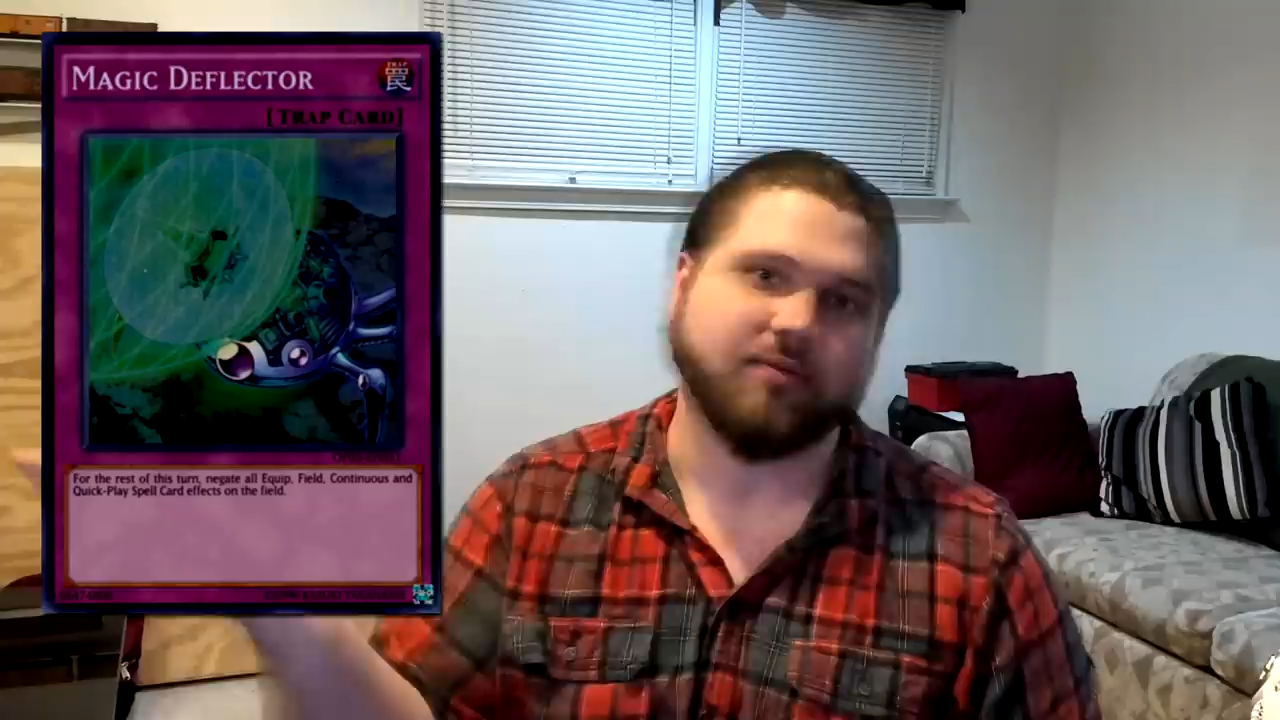 MAGIC DEFLECTOR
TRAP
罠
[TRAP CARD]
For the rest of this turn, negate all Equip, Field, Continuous and
Quick-Play Spell Card effects on the field.